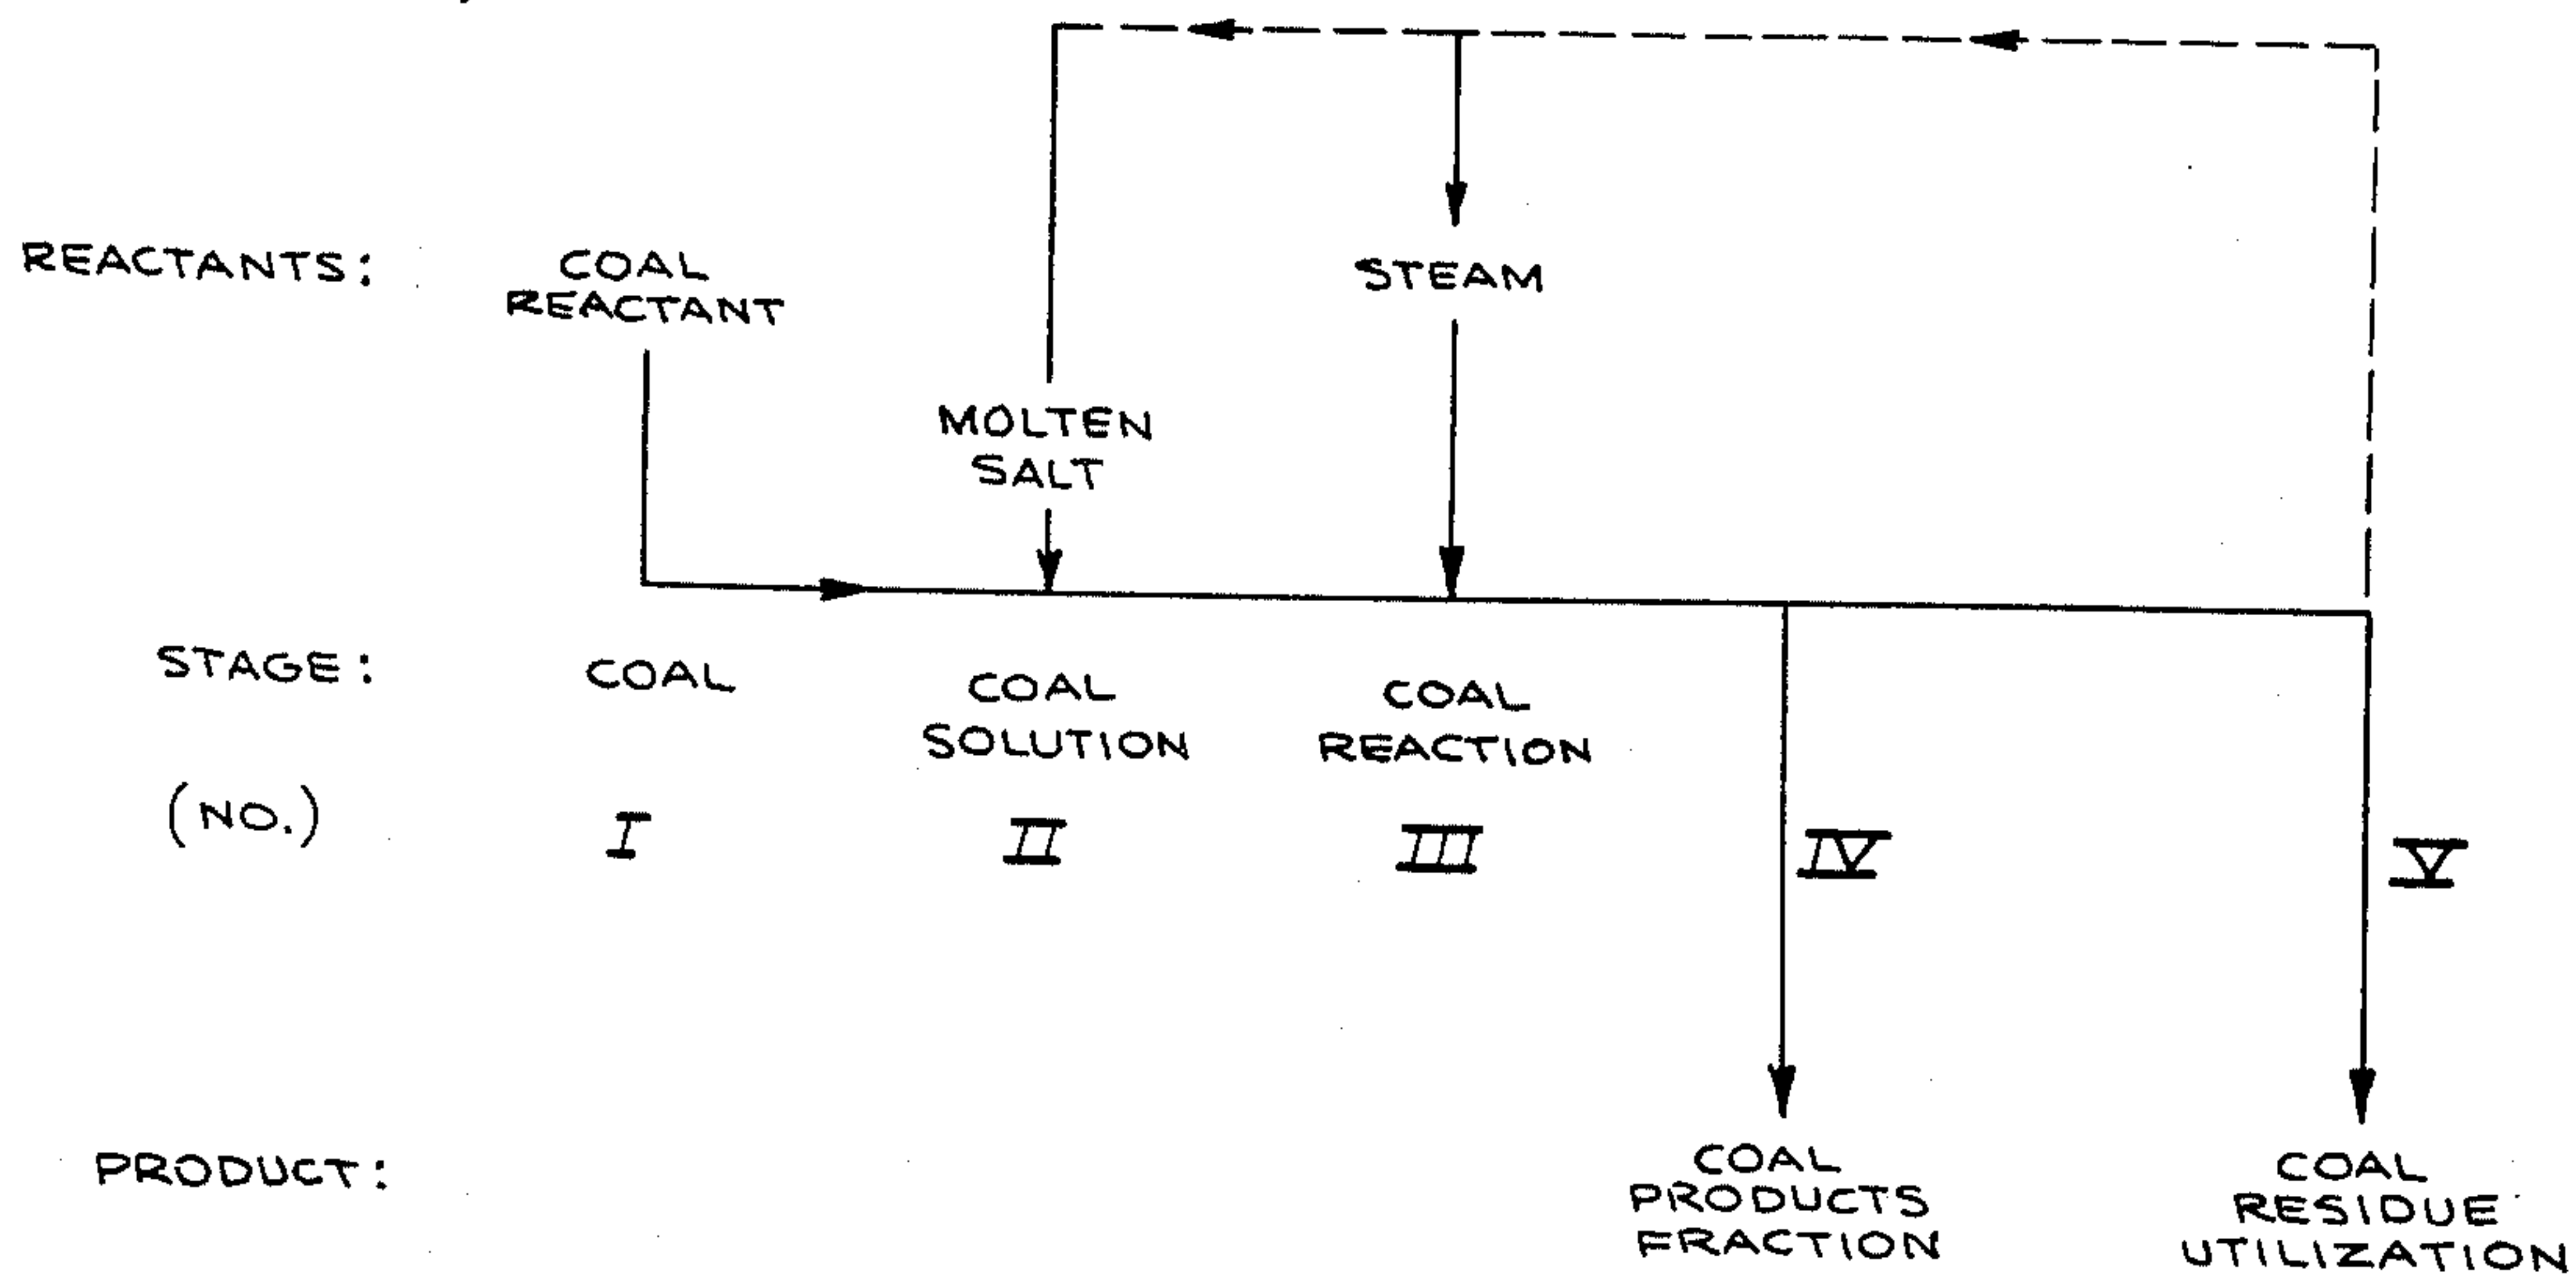 REACTANTS:
COAL
REACTANT
STEAM
MOLTEN
SALT
STAGE:
COAL
COAL
SOLUTION
COAL
REACTION
(NO.)
I
II
III
IV
V
PRODUCT:
COAL
PRODUCTS
FRACTION
COAL
RESIDUE
UTILIZATION